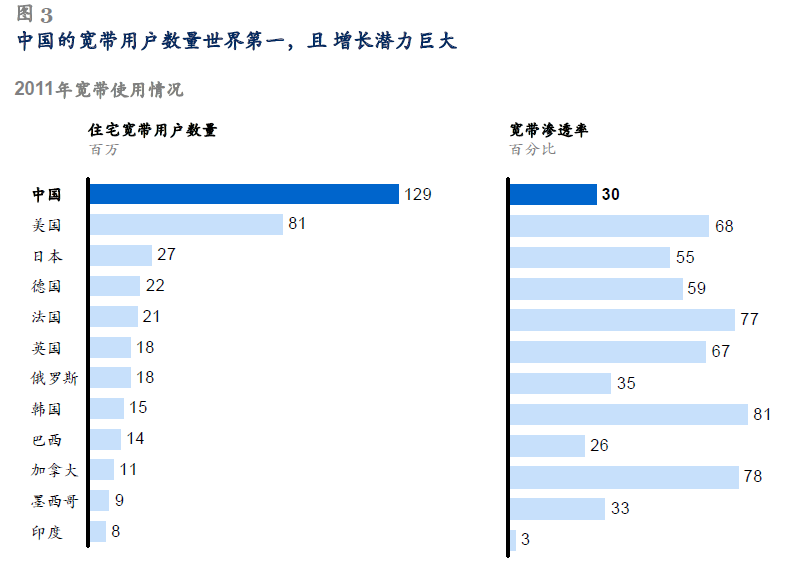 图 3
中国的宽带用户数量世界第一，且 增长潜力巨大
2011年宽带使用情况
住宅宽带用户数量 宽带渗透率
百万 百分比
中国 129 30
美国 81 68
日本 27 55
德国 22 59
法国 21 77
英国 18 67
俄罗斯 18 35
韩国 15 81
巴西 14 26
加拿大 11 78
墨西哥 9 33
印度 8 3